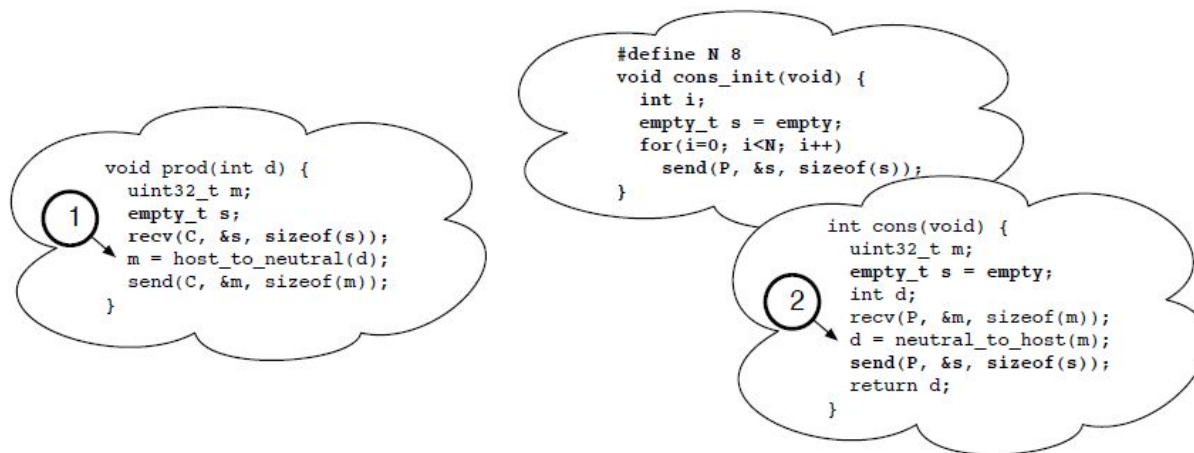 void prod(int d) {
uint32_t m;
empty_t s;
recv(C, &s, sizeof(s));
m = host_to_neutral(d);
send(C, &m, sizeof(m));
}
1
#define N 8
void cons_init(void) {
int i;
empty_t s = empty;
for(i=0; i<N; i++)
send(P, &s, sizeof(s));
}
int cons(void) {
uint32_t m;
empty_t s = empty;
int d;
recv(P, &m, sizeof(m));
d = neutral_to_host(m);
send(P, &s, sizeof(s));
return d;
}
2